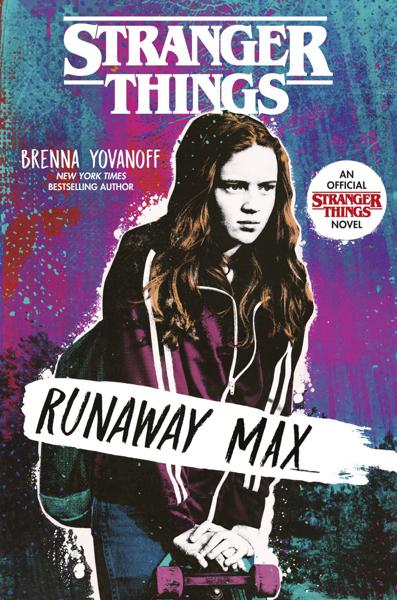 STRANGER
THINGS
BRENNA YOVANOFF
NEW YORK TIMES
BESTSELLING AUTHOR
AN
OFFICIAL
STRANGER
THINGS
NOVEL
RUNAWAY MAX